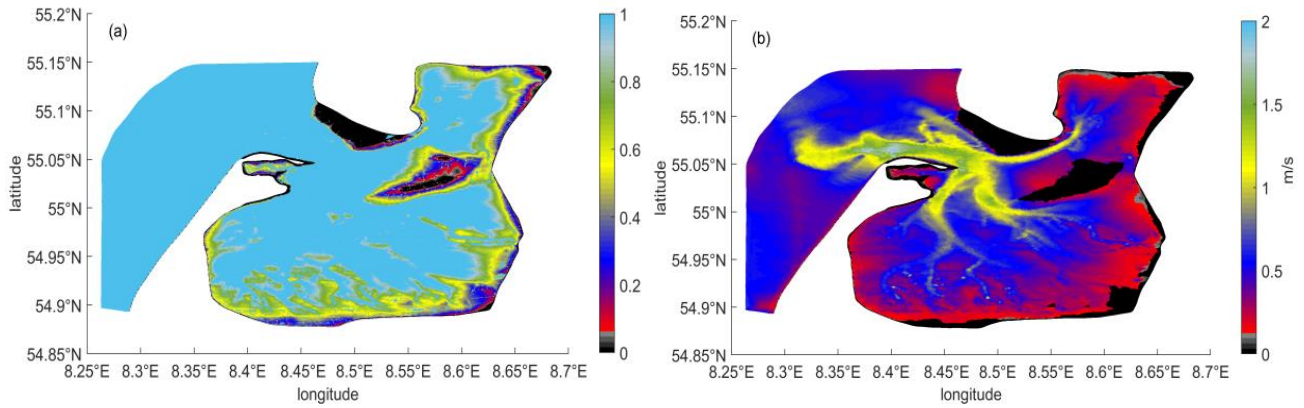 (a)
55.2°N
55.15°N
55.1°N
55.05°N
55°N
54.95°N
54.9°N
54.85°N
latitude
8.25°E 8.3°E 8.35°E 8.4°E 8.45°E 8.5°E 8.55°E 8.6°E 8.65°E 8.7°E
longitude
1
0.8
0.6
0.4
0.2
0
(b)
55.2°N
55.15°N
55.1°N
55.05°N
55°N
54.95°N
54.9°N
54.85°N
latitude
8.25°E 8.3°E 8.35°E 8.4°E 8.45°E 8.5°E 8.55°E 8.6°E 8.65°E 8.7°E
longitude
2
1.5
1
0.5
0
m/s